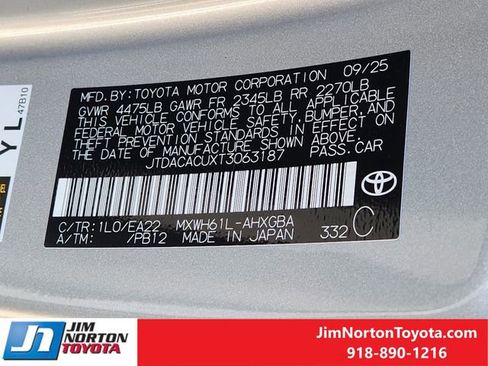 47B10
YL
MFD.BY:TOYOTA MOTOR CORPORATION 09/25
GVWR 4475LB GAWR FR 2345LB RR 2270LB
THIS VEHICLE CONFORMS TO ALL APPLICABLE
FEDERAL MOTOR VEHICLE SAFETY, BUMPER, AND
THEFT PREVENTION STANDARDS IN EFFECT ON
THE DATE OF MANUFACTURE SHOWN ABOVE.
JTDACACUXT3063187 PASS.CAR
C/TR:1L0/EA22 MXWH61L-AHXGBA
A/TM: /PB12 MADE IN JAPAN 332 C
TOYOTA
JIM
NORTON
TOYOTA
JimNortonToyota.com
918-890-1216